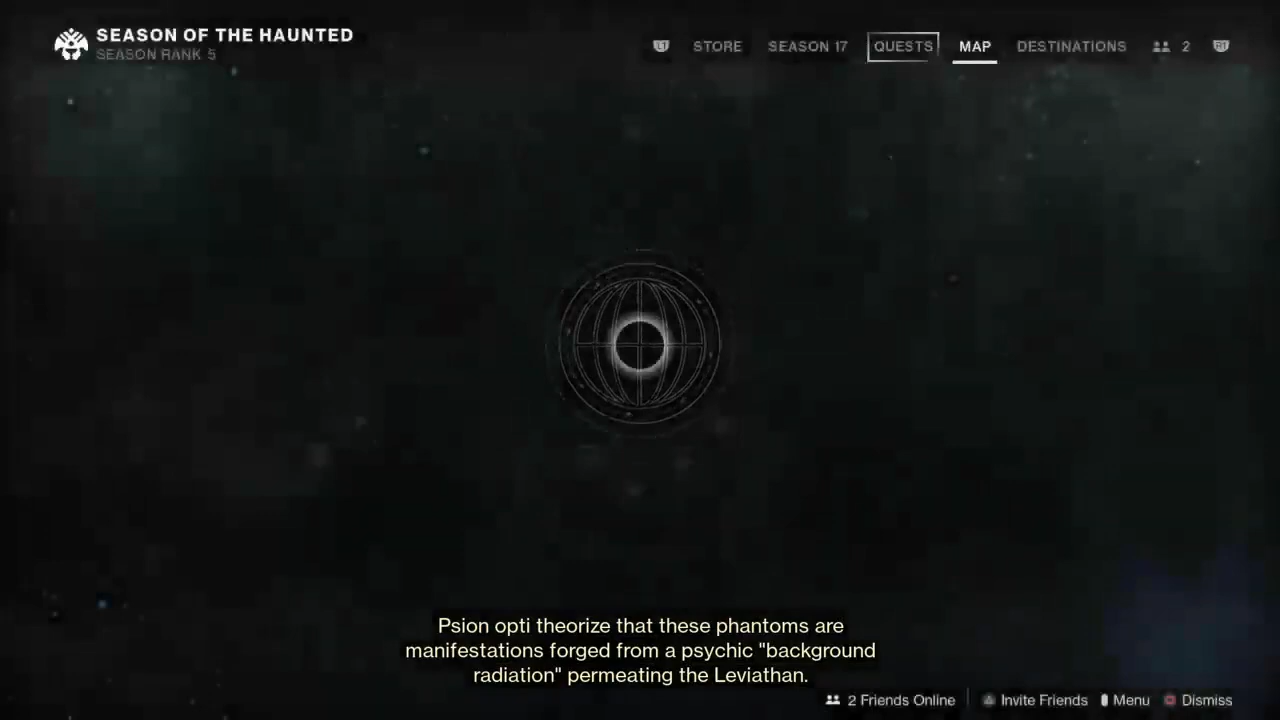 SEASON OF THE HAUNTED
SEASON RANK 5
STORE
SEASON 17
QUESTS
MAP
DESTINATIONS
2
Psion opti theorize that these phantoms are
manifestations forged from a psychic "background
radiation" permeating the Leviathan.
2 Friends Online
Invite Friends
Menu
Dismiss